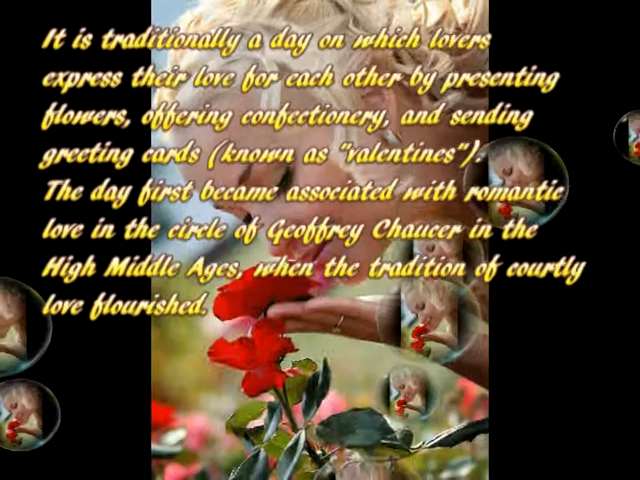 It is traditionally a day on which lovers
express their love for each other by presenting
flowers, offering confectionery, and sending
greeting cards (known as "valentines").
The day first became associated with romantic
love in the circle of Geoffrey Chaucer in the
High Middle Ages, when the tradition of courtly
love flourished.